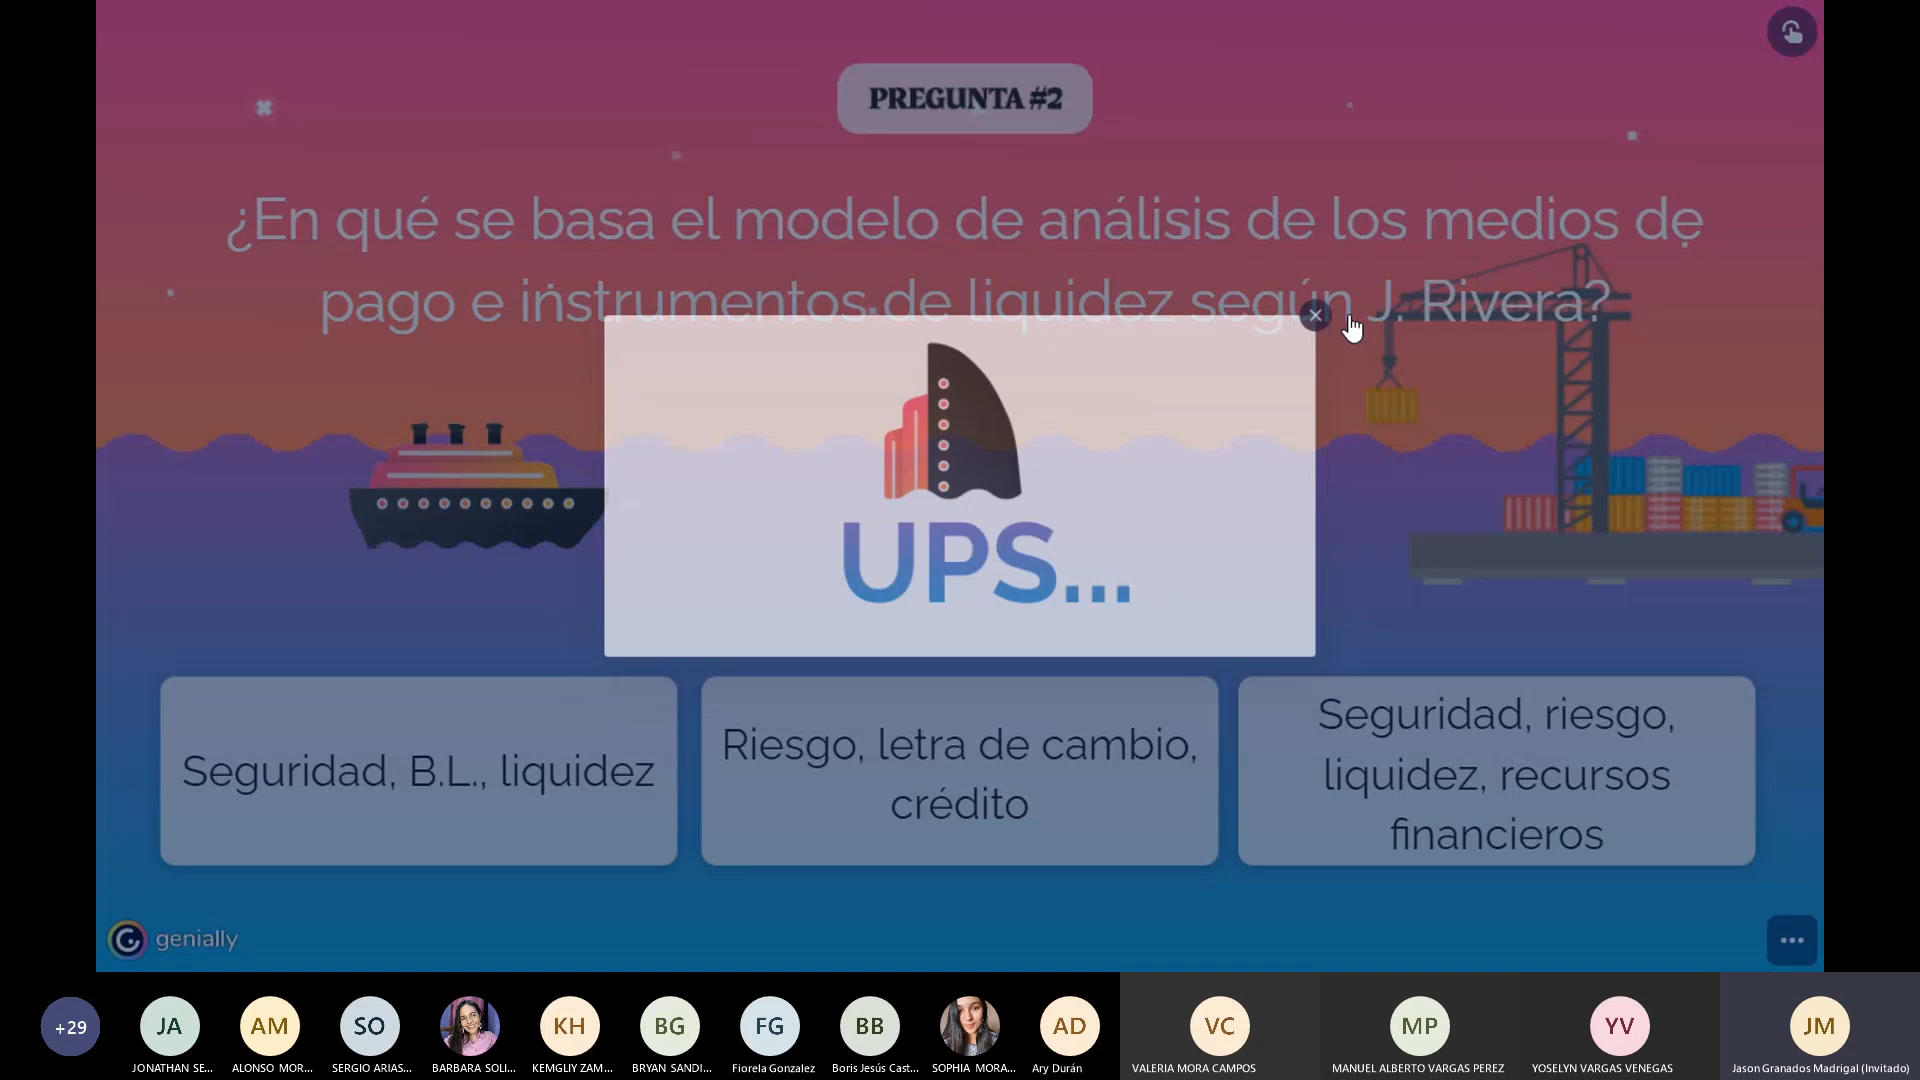 PREGUNTA #2
¿En qué se basa el modelo de análisis de los medios de
pago e instrumentos de liquidez según J. Rivera?
UPS...
Seguridad, B.L., liquidez
Riesgo, letra de cambio,
crédito
Seguridad, riesgo,
liquidez, recursos
financieros
genially
+29
JA
AM
SO
KH
BG
FG
BB
AD
VC
MP
YV
JM
JONATHAN SE...
ALONSO MOR...
SERGIO ARIAS...
BARBARA SOLI...
KEMGLIY ZAM...
BRYAN SANDI...
Fiorela Gonzalez
Boris Jesús Cast...
SOPHIA MORA...
Ary Durán
VALERIA MORA CAMPOS
MANUEL ALBERTO VARGAS PEREZ
YOSELYN VARGAS VENEGAS
Jason Granados Madrigal (Invitado)